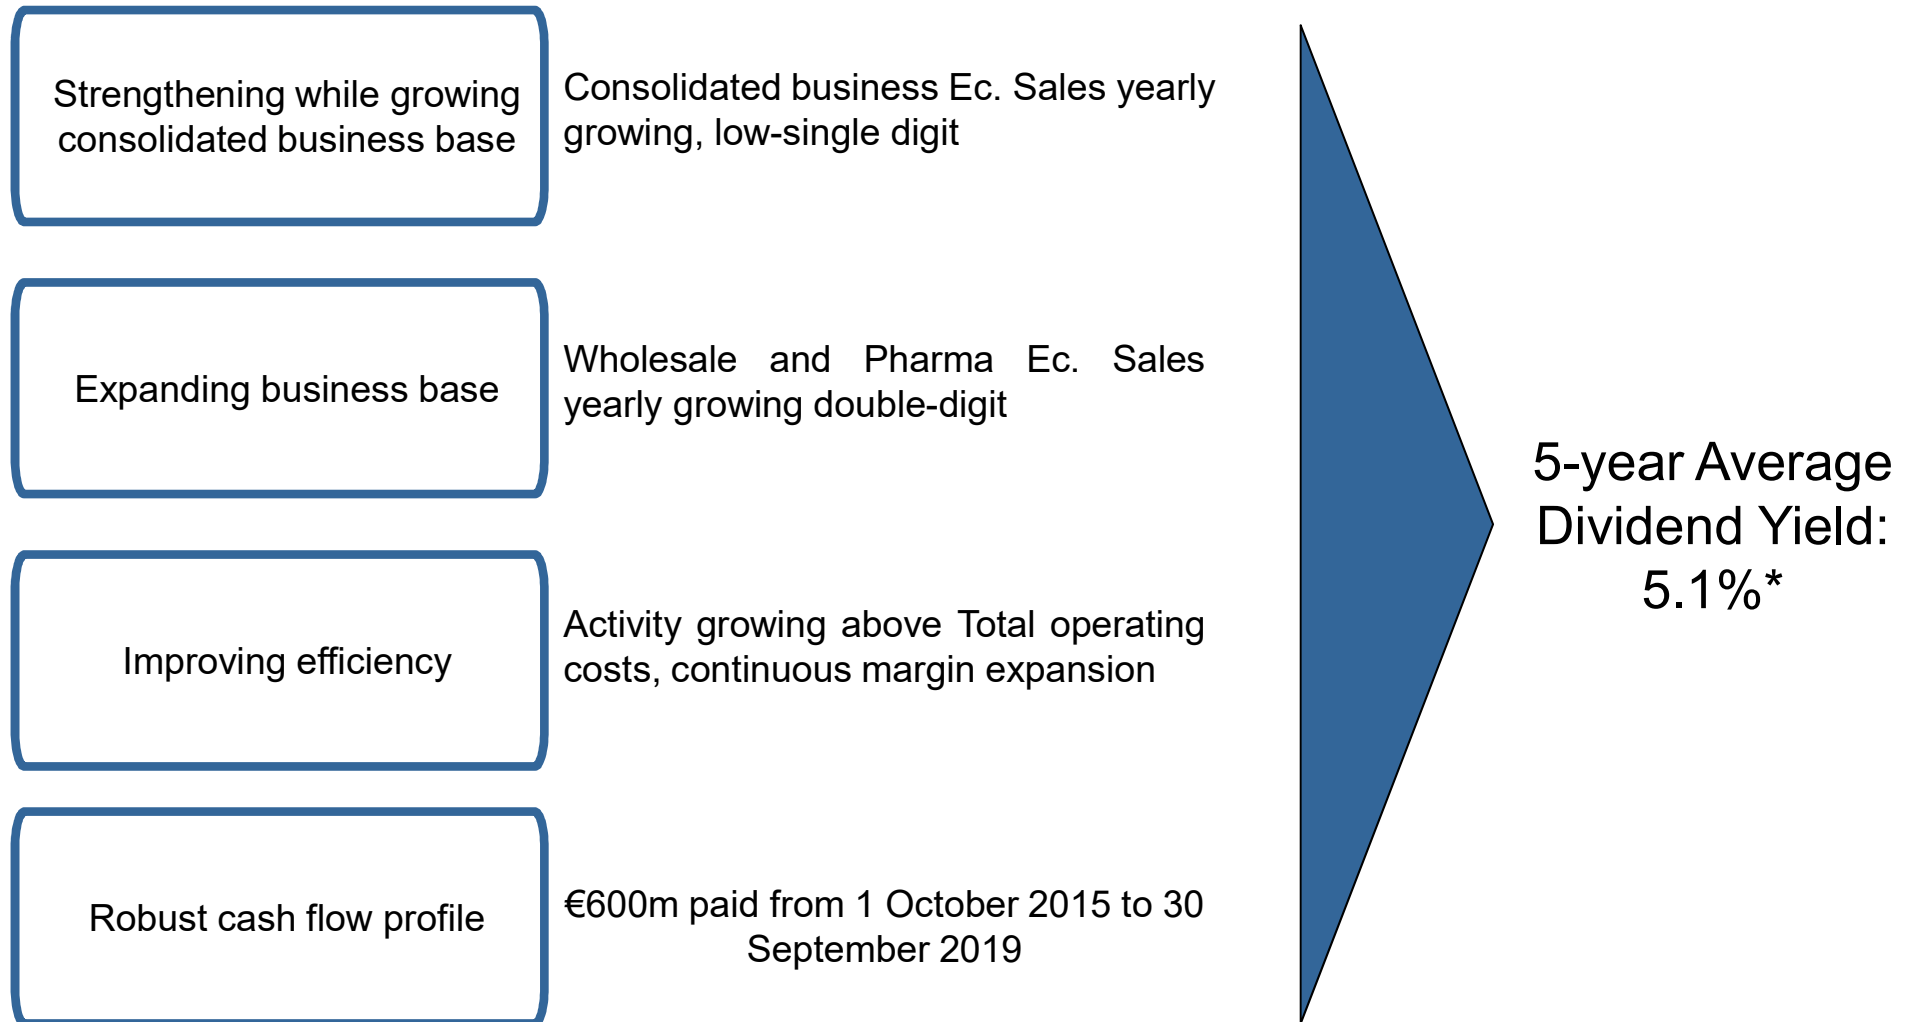 Strengthening while growing
consolidated business base
Consolidated business Ec. Sales yearly
growing, low-single digit
Expanding business base
Wholesale and Pharma Ec. Sales
yearly growing double-digit
Improving efficiency
Activity growing above Total operating
costs, continuous margin expansion
Robust cash flow profile
€600m paid from 1 October 2015 to 30
September 2019
5-year Average
Dividend Yield:
5.1%*